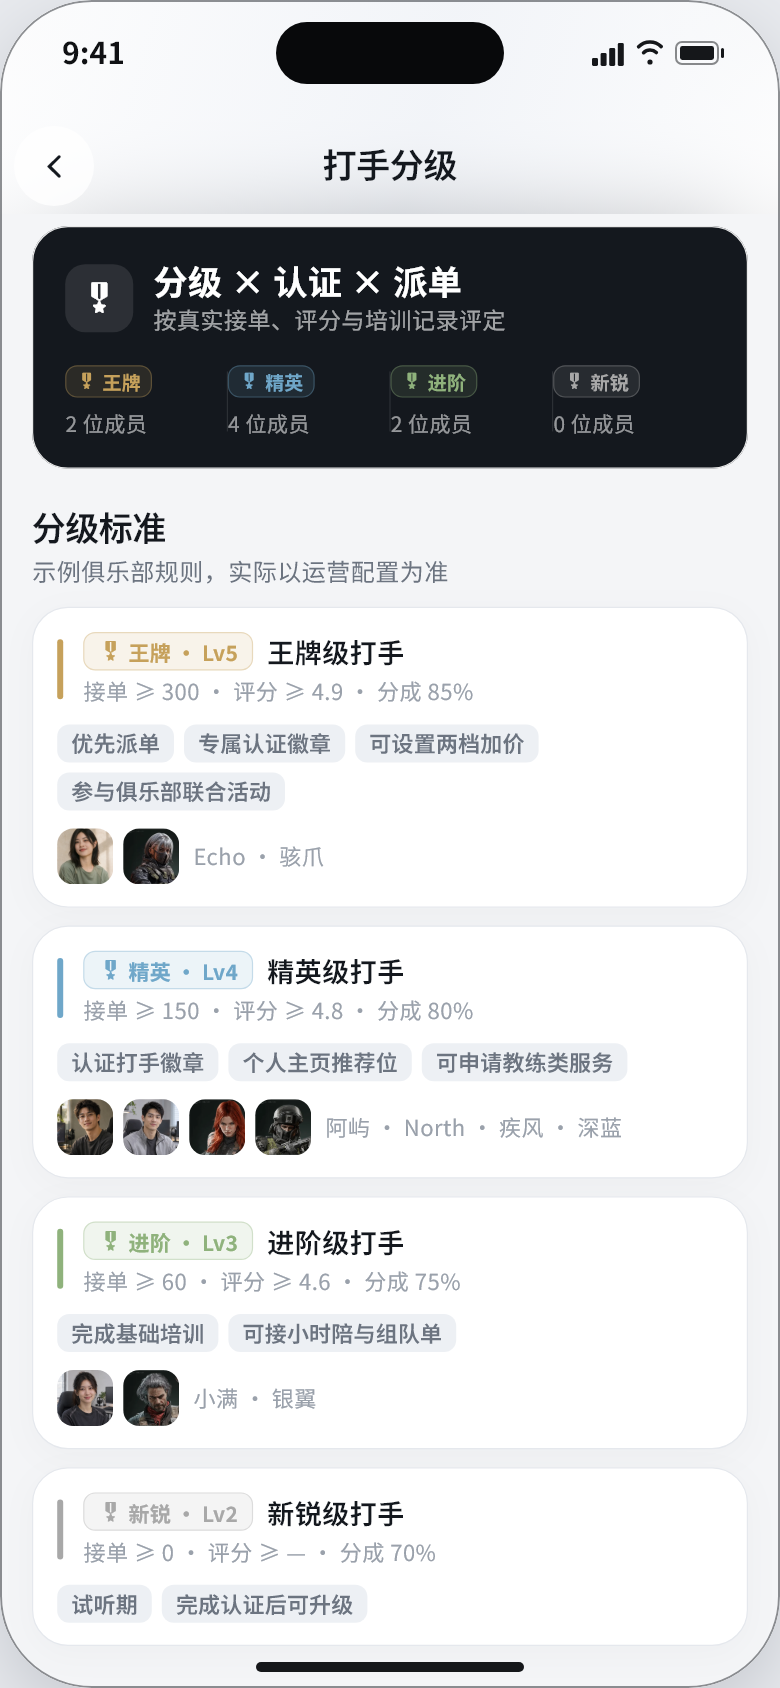 9:41
打手分级
分级 × 认证 × 派单
按真实接单、评分与培训记录评定
王牌 精英 进阶 新锐
2 位成员 4 位成员 2 位成员 0 位成员
分级标准
示例俱乐部规则，实际以运营配置为准
王牌 • Lv5 王牌级打手
接单 ≥ 300 • 评分 ≥ 4.9 • 分成 85%
优先派单 专属认证徽章 可设置两档加价
参与俱乐部联合活动
Echo • 骇爪
精英 • Lv4 精英级打手
接单 ≥ 150 • 评分 ≥ 4.8 • 分成 80%
认证打手徽章 个人主页推荐位 可申请教练类服务
阿屿 • North • 疾风 • 深蓝
进阶 • Lv3 进阶级打手
接单 ≥ 60 • 评分 ≥ 4.6 • 分成 75%
完成基础培训 可接小时陪与组队单
小满 • 银翼
新锐 • Lv2 新锐级打手
接单 ≥ 0 • 评分 ≥ — • 分成 70%
试听期 完成认证后可升级